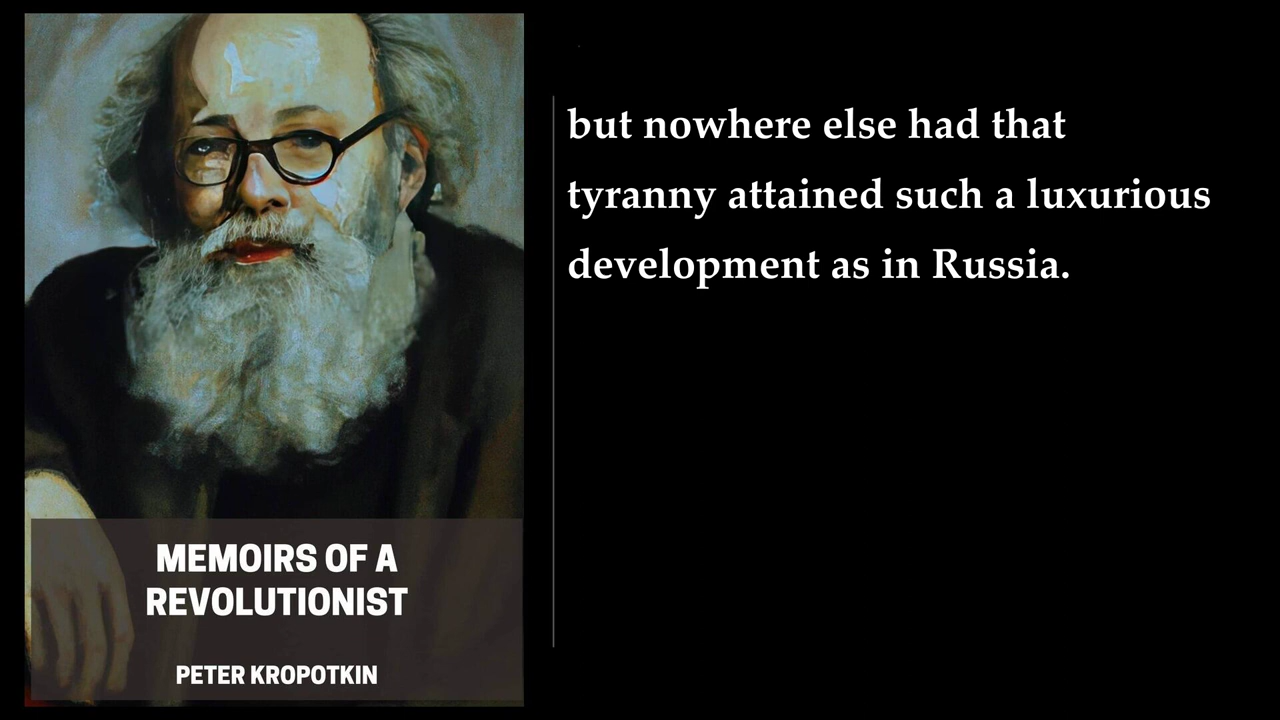 but nowhere else had that
tyranny attained such a luxurious
development as in Russia.
MEMOIRS OF A
REVOLUTIONIST
PETER KROPOTKIN